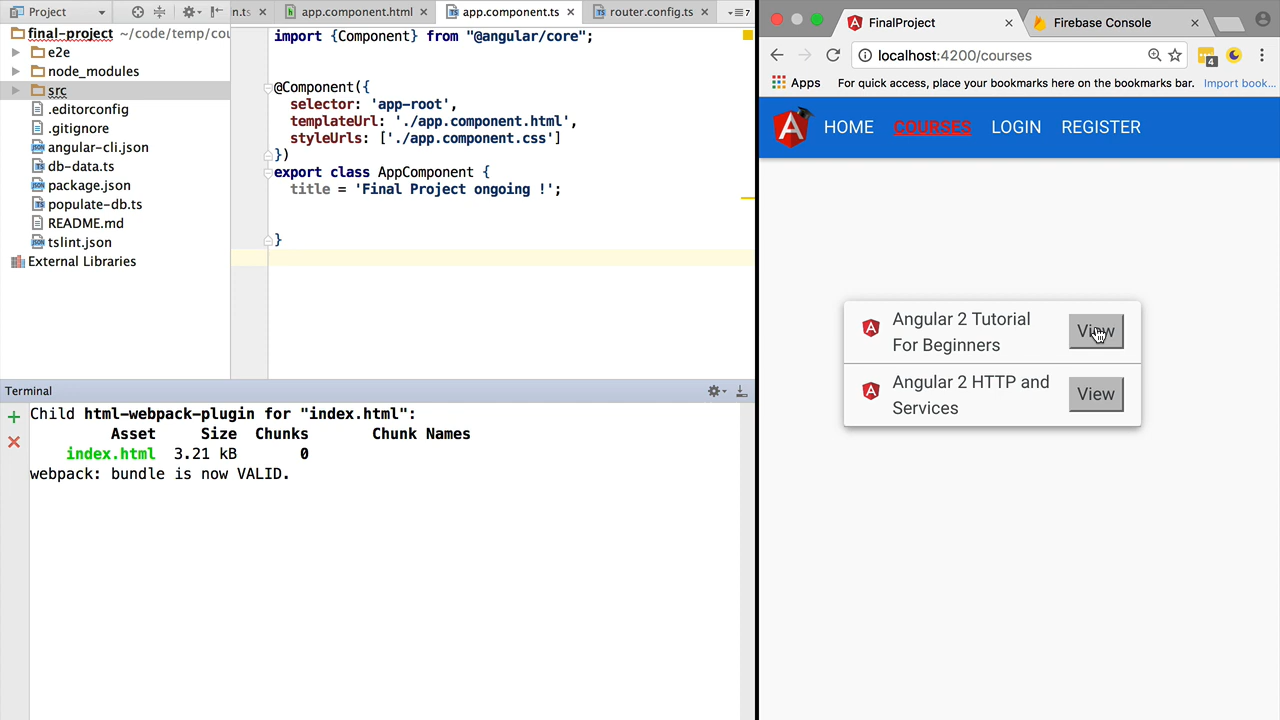 Project
n.ts
app.component.html
app.component.ts
router.config.ts
7
final-project ~/code/temp/cou
e2e
node_modules
src
.editorconfig
.gitignore
angular-cli.json
db-data.ts
package.json
populate-db.ts
README.md
tslint.json
External Libraries
import {Component} from "@angular/core";
@Component({
selector: 'app-root',
templateUrl: './app.component.html',
styleUrls: ['./app.component.css']
})
export class AppComponent {
title = 'Final Project ongoing !';
}
Terminal
Child html-webpack-plugin for "index.html":
Asset Size Chunks Chunk Names
index.html 3.21 kB 0
webpack: bundle is now VALID.
FinalProject
Firebase Console
localhost:4200/courses
4
Apps For quick access, place your bookmarks here on the bookmarks bar. Import book...
HOME COURSES LOGIN REGISTER
Angular 2 Tutorial
For Beginners
View
Angular 2 HTTP and
Services
View